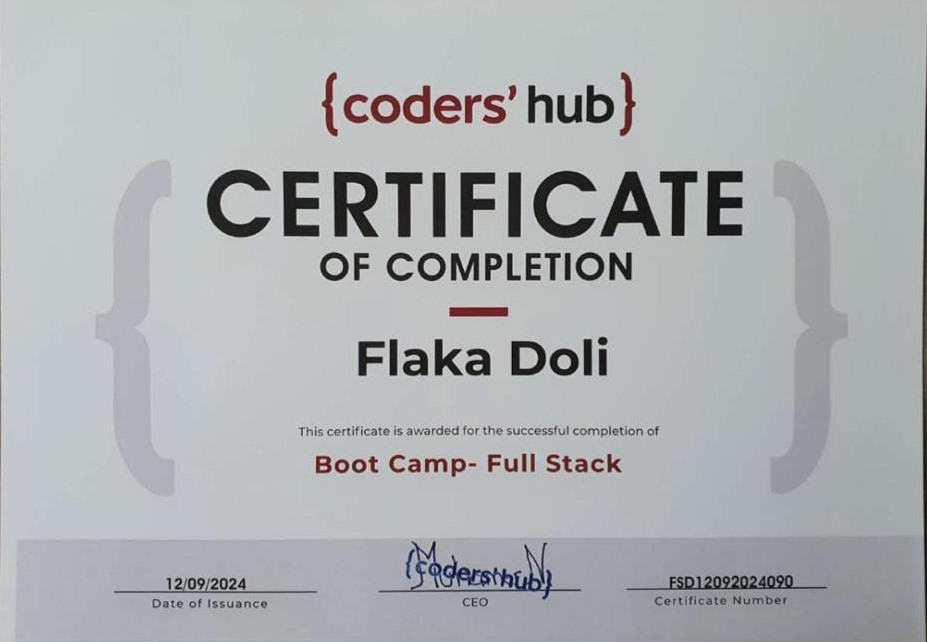 {coders' hub}
CERTIFICATE
OF COMPLETION
Flaka Doli
This certificate is awarded for the successful completion of
Boot Camp- Full Stack
{coders' hub}
12/09/2024
FSD12092024090
Date of Issuance
CEO
Certificate Number